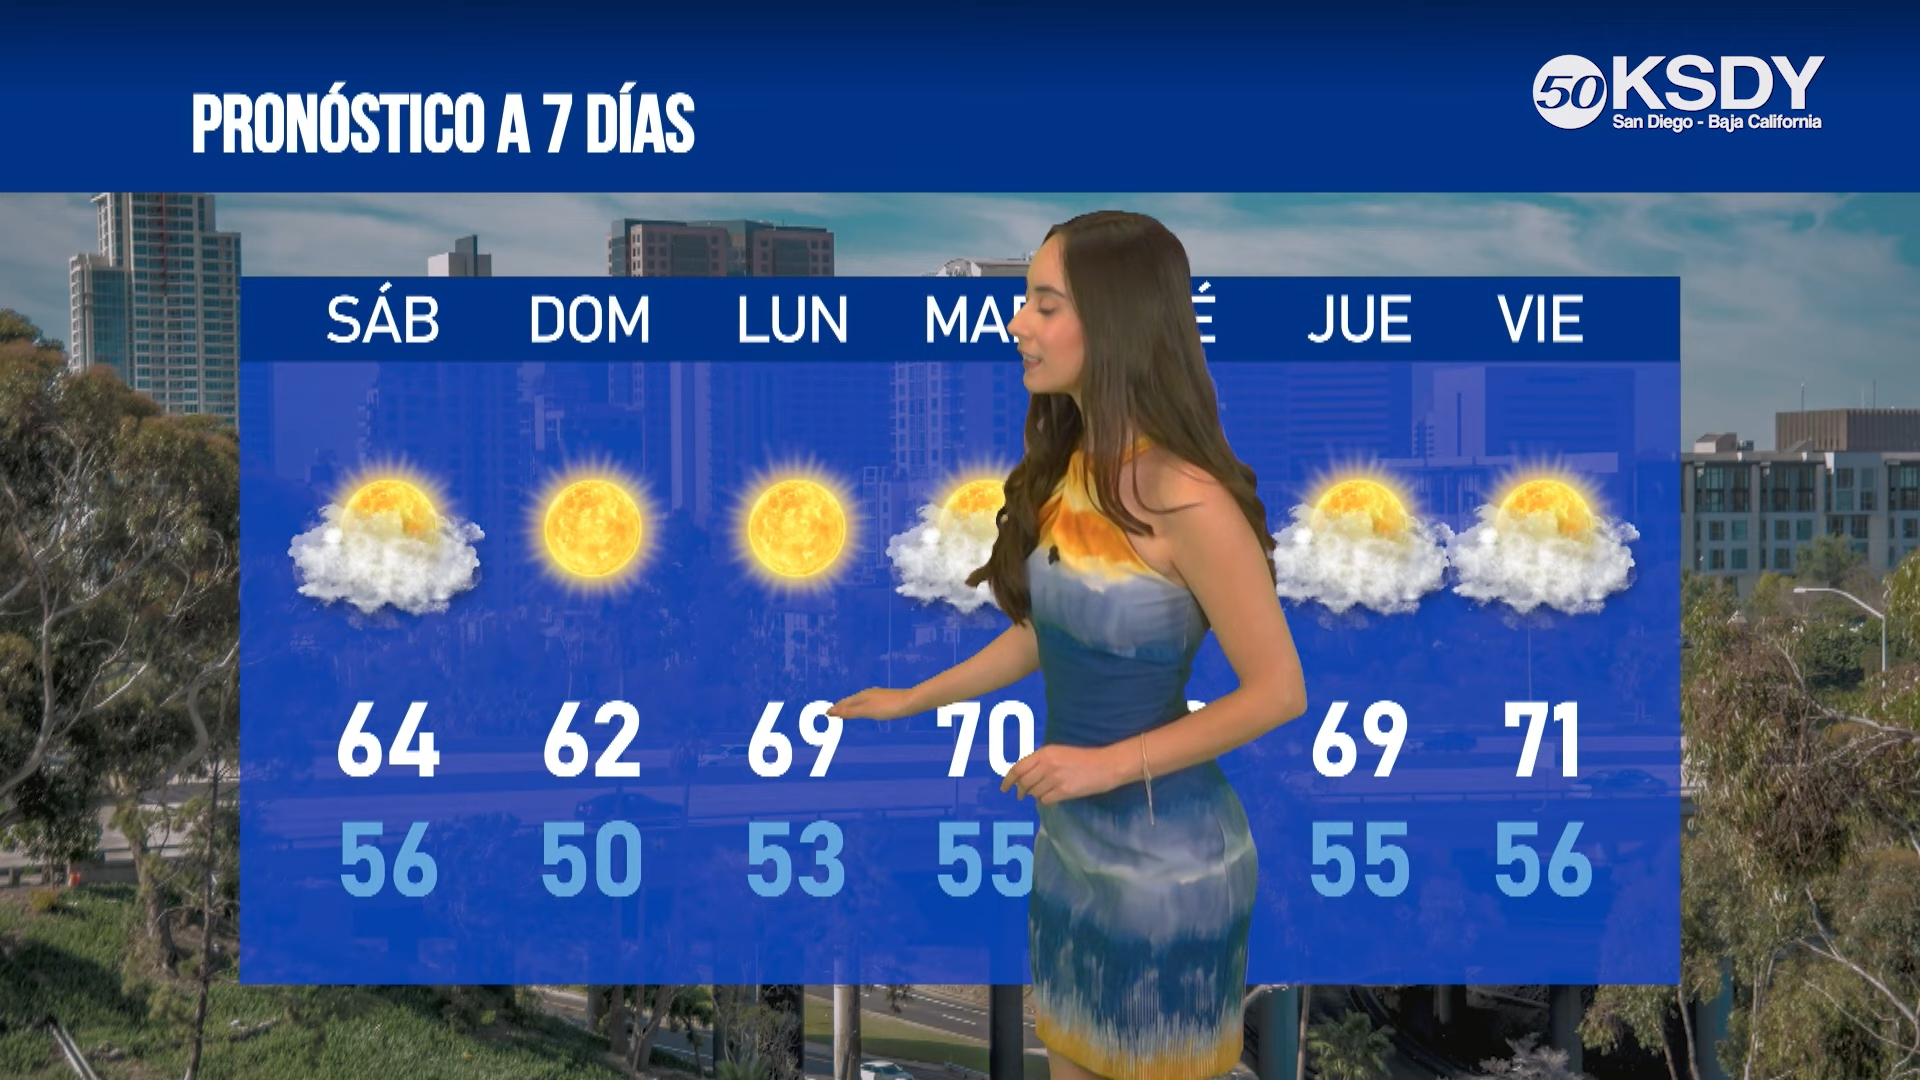 PRONÓSTICO A 7 DÍAS
50 KSDY
San Diego - Baja California
SÁB DOM LUN JUE VIE
64 62 69 70 69 71
56 50 53 55 55 56